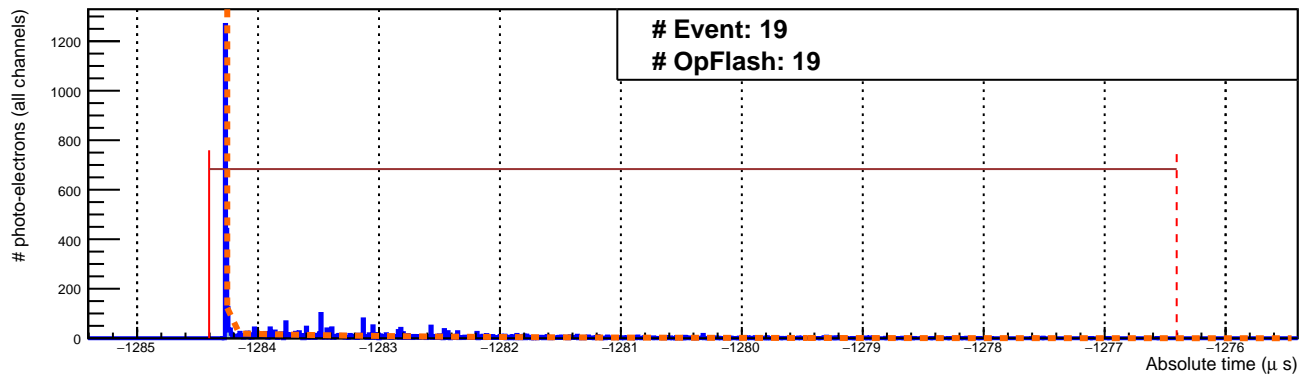 # Event: 19
# OpFlash: 19
# photo-electrons (all channels)
1200
1000
800
600
400
200
0
−1285 −1284 −1283 −1282 −1281 −1280 −1279 −1278 −1277 −1276
Absolute time (μ s)